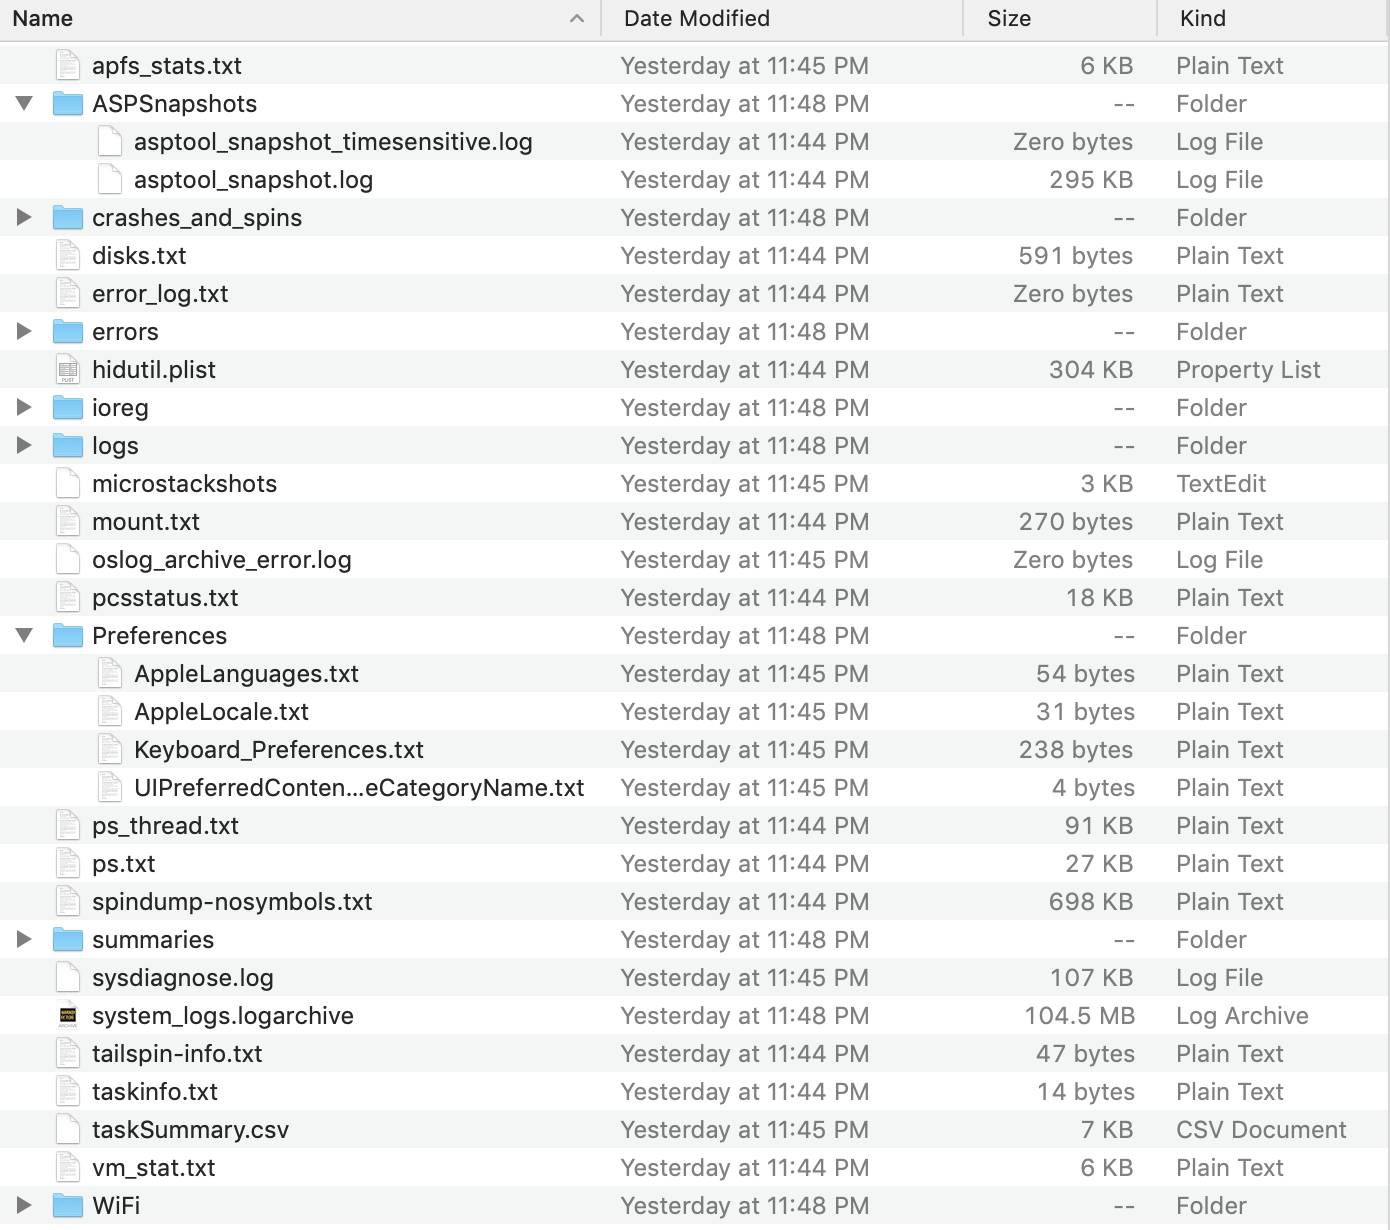 Name Date Modified Size Kind
apfs_stats.txt Yesterday at 11:45 PM 6 KB Plain Text
ASPSnapshots Yesterday at 11:48 PM -- Folder
asptool_snapshot_timesensitive.log Yesterday at 11:44 PM Zero bytes Log File
asptool_snapshot.log Yesterday at 11:44 PM 295 KB Log File
crashes_and_spins Yesterday at 11:48 PM -- Folder
disks.txt Yesterday at 11:44 PM 591 bytes Plain Text
error_log.txt Yesterday at 11:44 PM Zero bytes Plain Text
errors Yesterday at 11:48 PM -- Folder
hidutil.plist Yesterday at 11:44 PM 304 KB Property List
ioreg Yesterday at 11:48 PM -- Folder
logs Yesterday at 11:48 PM -- Folder
microstackshots Yesterday at 11:45 PM 3 KB TextEdit
mount.txt Yesterday at 11:44 PM 270 bytes Plain Text
oslog_archive_error.log Yesterday at 11:45 PM Zero bytes Log File
pcsstatus.txt Yesterday at 11:44 PM 18 KB Plain Text
Preferences Yesterday at 11:48 PM -- Folder
AppleLanguages.txt Yesterday at 11:45 PM 54 bytes Plain Text
AppleLocale.txt Yesterday at 11:45 PM 31 bytes Plain Text
Keyboard_Preferences.txt Yesterday at 11:45 PM 238 bytes Plain Text
UIPreferredConten...eCategoryName.txt Yesterday at 11:45 PM 4 bytes Plain Text
ps_thread.txt Yesterday at 11:44 PM 91 KB Plain Text
ps.txt Yesterday at 11:44 PM 27 KB Plain Text
spindump-nosymbols.txt Yesterday at 11:44 PM 698 KB Plain Text
summaries Yesterday at 11:48 PM -- Folder
sysdiagnose.log Yesterday at 11:45 PM 107 KB Log File
system_logs.logarchive Yesterday at 11:48 PM 104.5 MB Log Archive
tailspin-info.txt Yesterday at 11:44 PM 47 bytes Plain Text
taskinfo.txt Yesterday at 11:44 PM 14 bytes Plain Text
taskSummary.csv Yesterday at 11:45 PM 7 KB CSV Document
vm_stat.txt Yesterday at 11:44 PM 6 KB Plain Text
WiFi Yesterday at 11:48 PM -- Folder